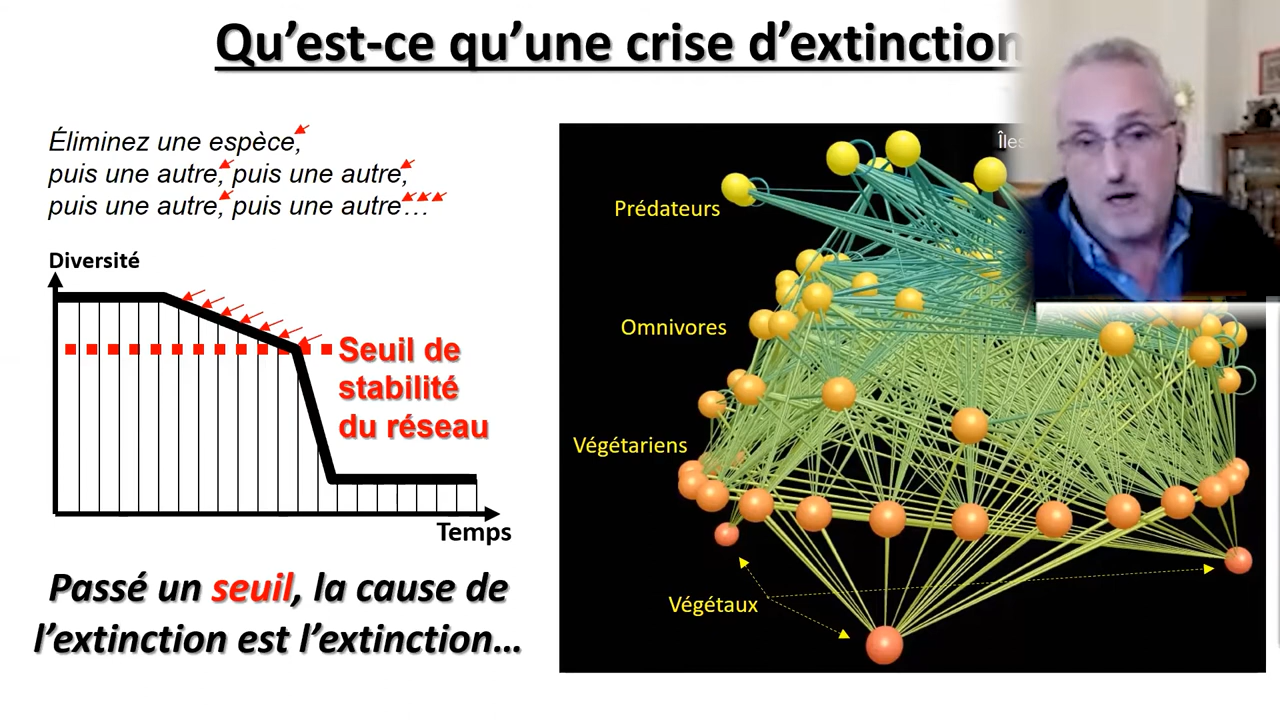 Qu’est-ce qu’une crise d’extinction
Éliminez une espèce,
puis une autre, puis une autre,
puis une autre, puis une autre…
Diversité
Seuil de
stabilité
du réseau
Temps
Passé un seuil, la cause de
l’extinction est l’extinction…
Îles
Prédateurs
Omnivores
Végétariens
Végétaux